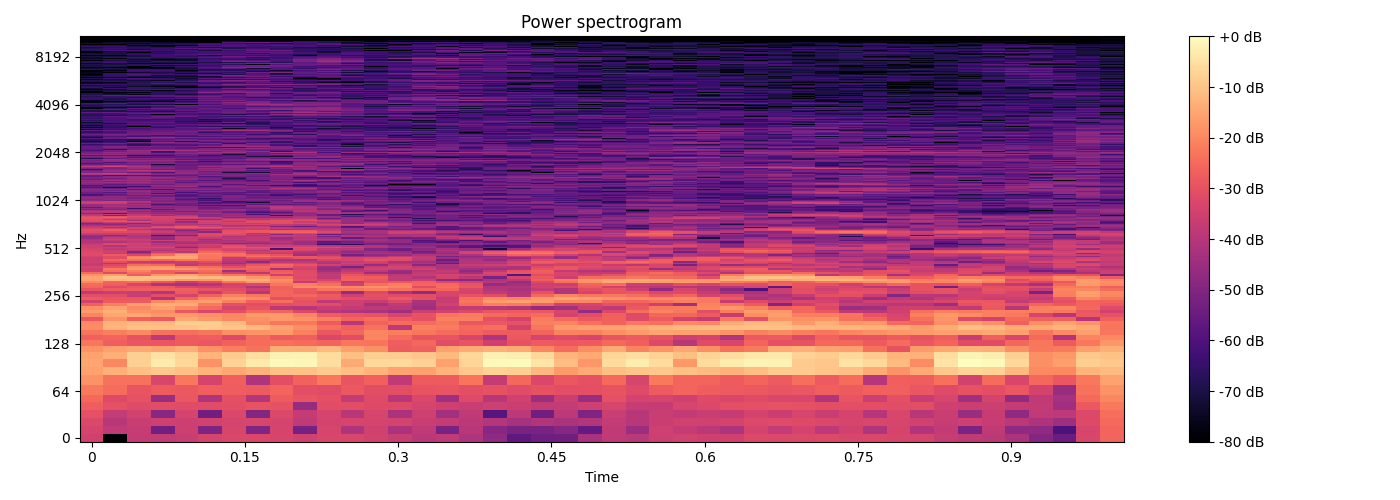 Power spectrogram
8192
4096
2048
1024
512
256
128
64
0
Hz
0 0.15 0.3 0.45 0.6 0.75 0.9
Time
+0 dB
-10 dB
-20 dB
-30 dB
-40 dB
-50 dB
-60 dB
-70 dB
-80 dB